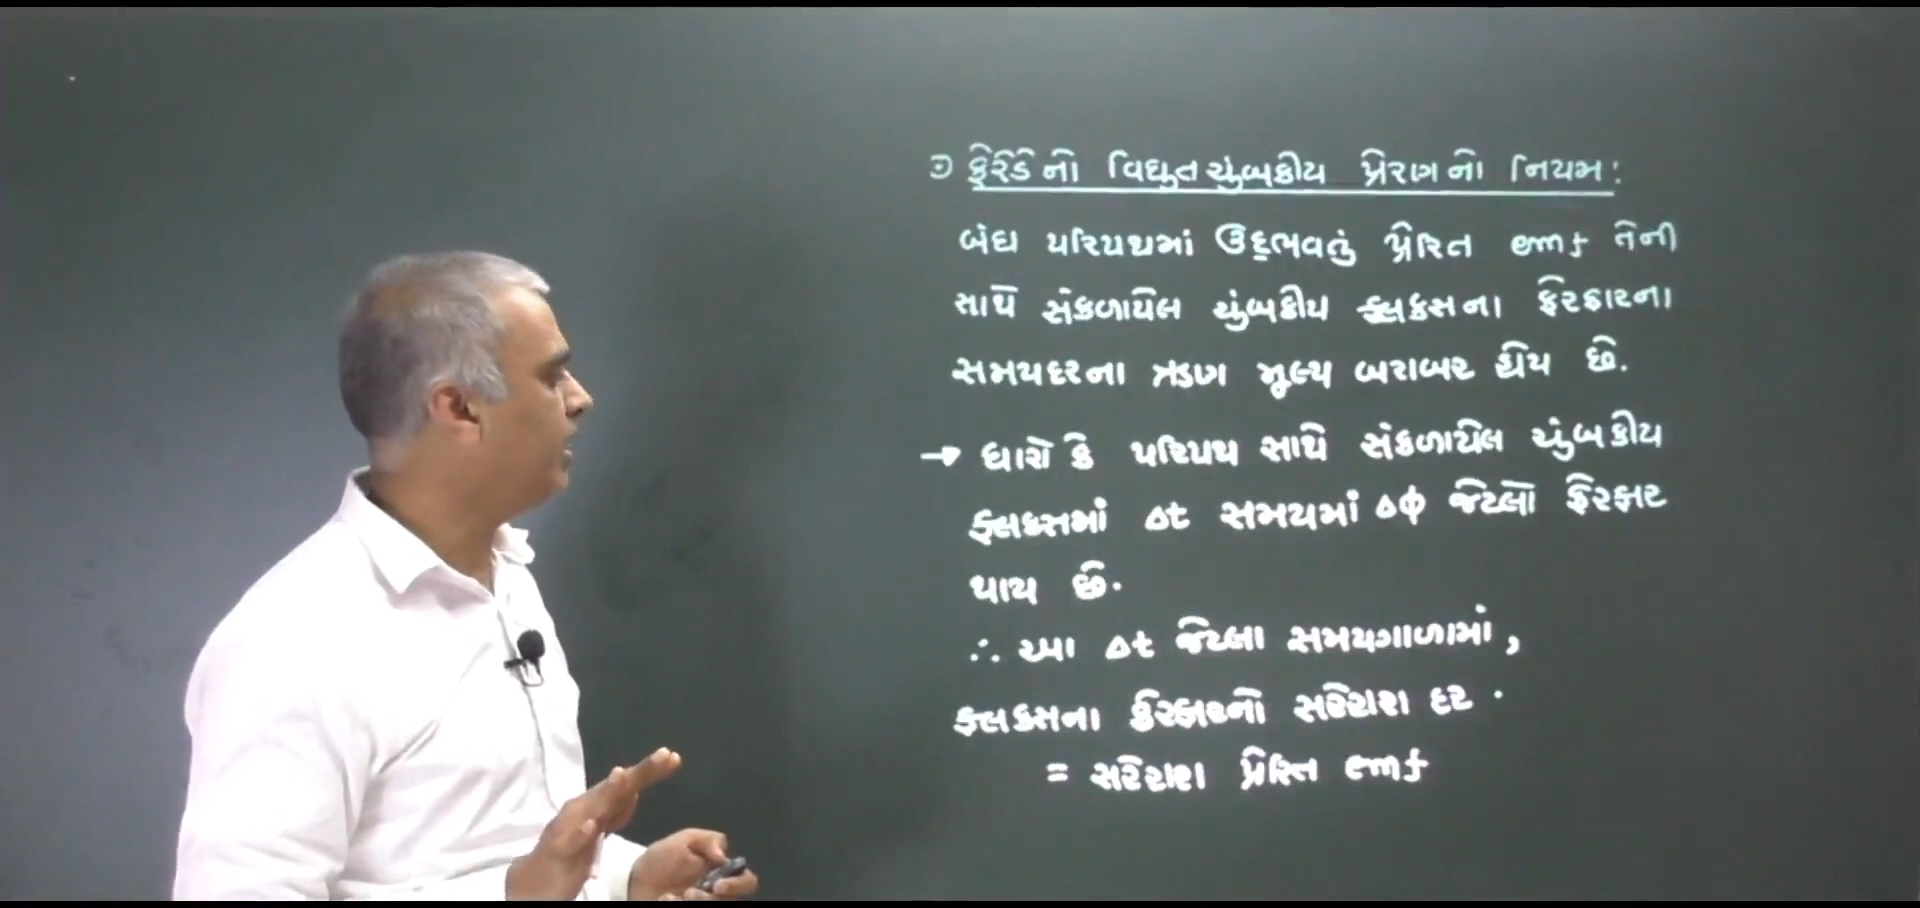 ફેરેડેનો વિદ્યુતચુંબકીય પ્રેરણનો નિયમ:
બંધ પરિપથમાં ઉદ્દભવતું પ્રેરિત emf તેની
સાથે સંકળાયેલ ચુંબકીય ફ્લક્સના ફેરફારના
સમયદરના ઋણ મૂલ્ય બરાબર હોય છે.
→ ધારો કે પરિપથ સાથે સંકળાયેલ ચુંબકીય
ફ્લક્સમાં Δt સમયમાં Δϕ જેટલો ફેરફાર
થાય છે.
∴ આ Δt જેટલા સમયગાળામાં,
ફ્લક્સના ફેરફારનો સરેરાશ દર
= સરેરાશ પ્રેરિત emf